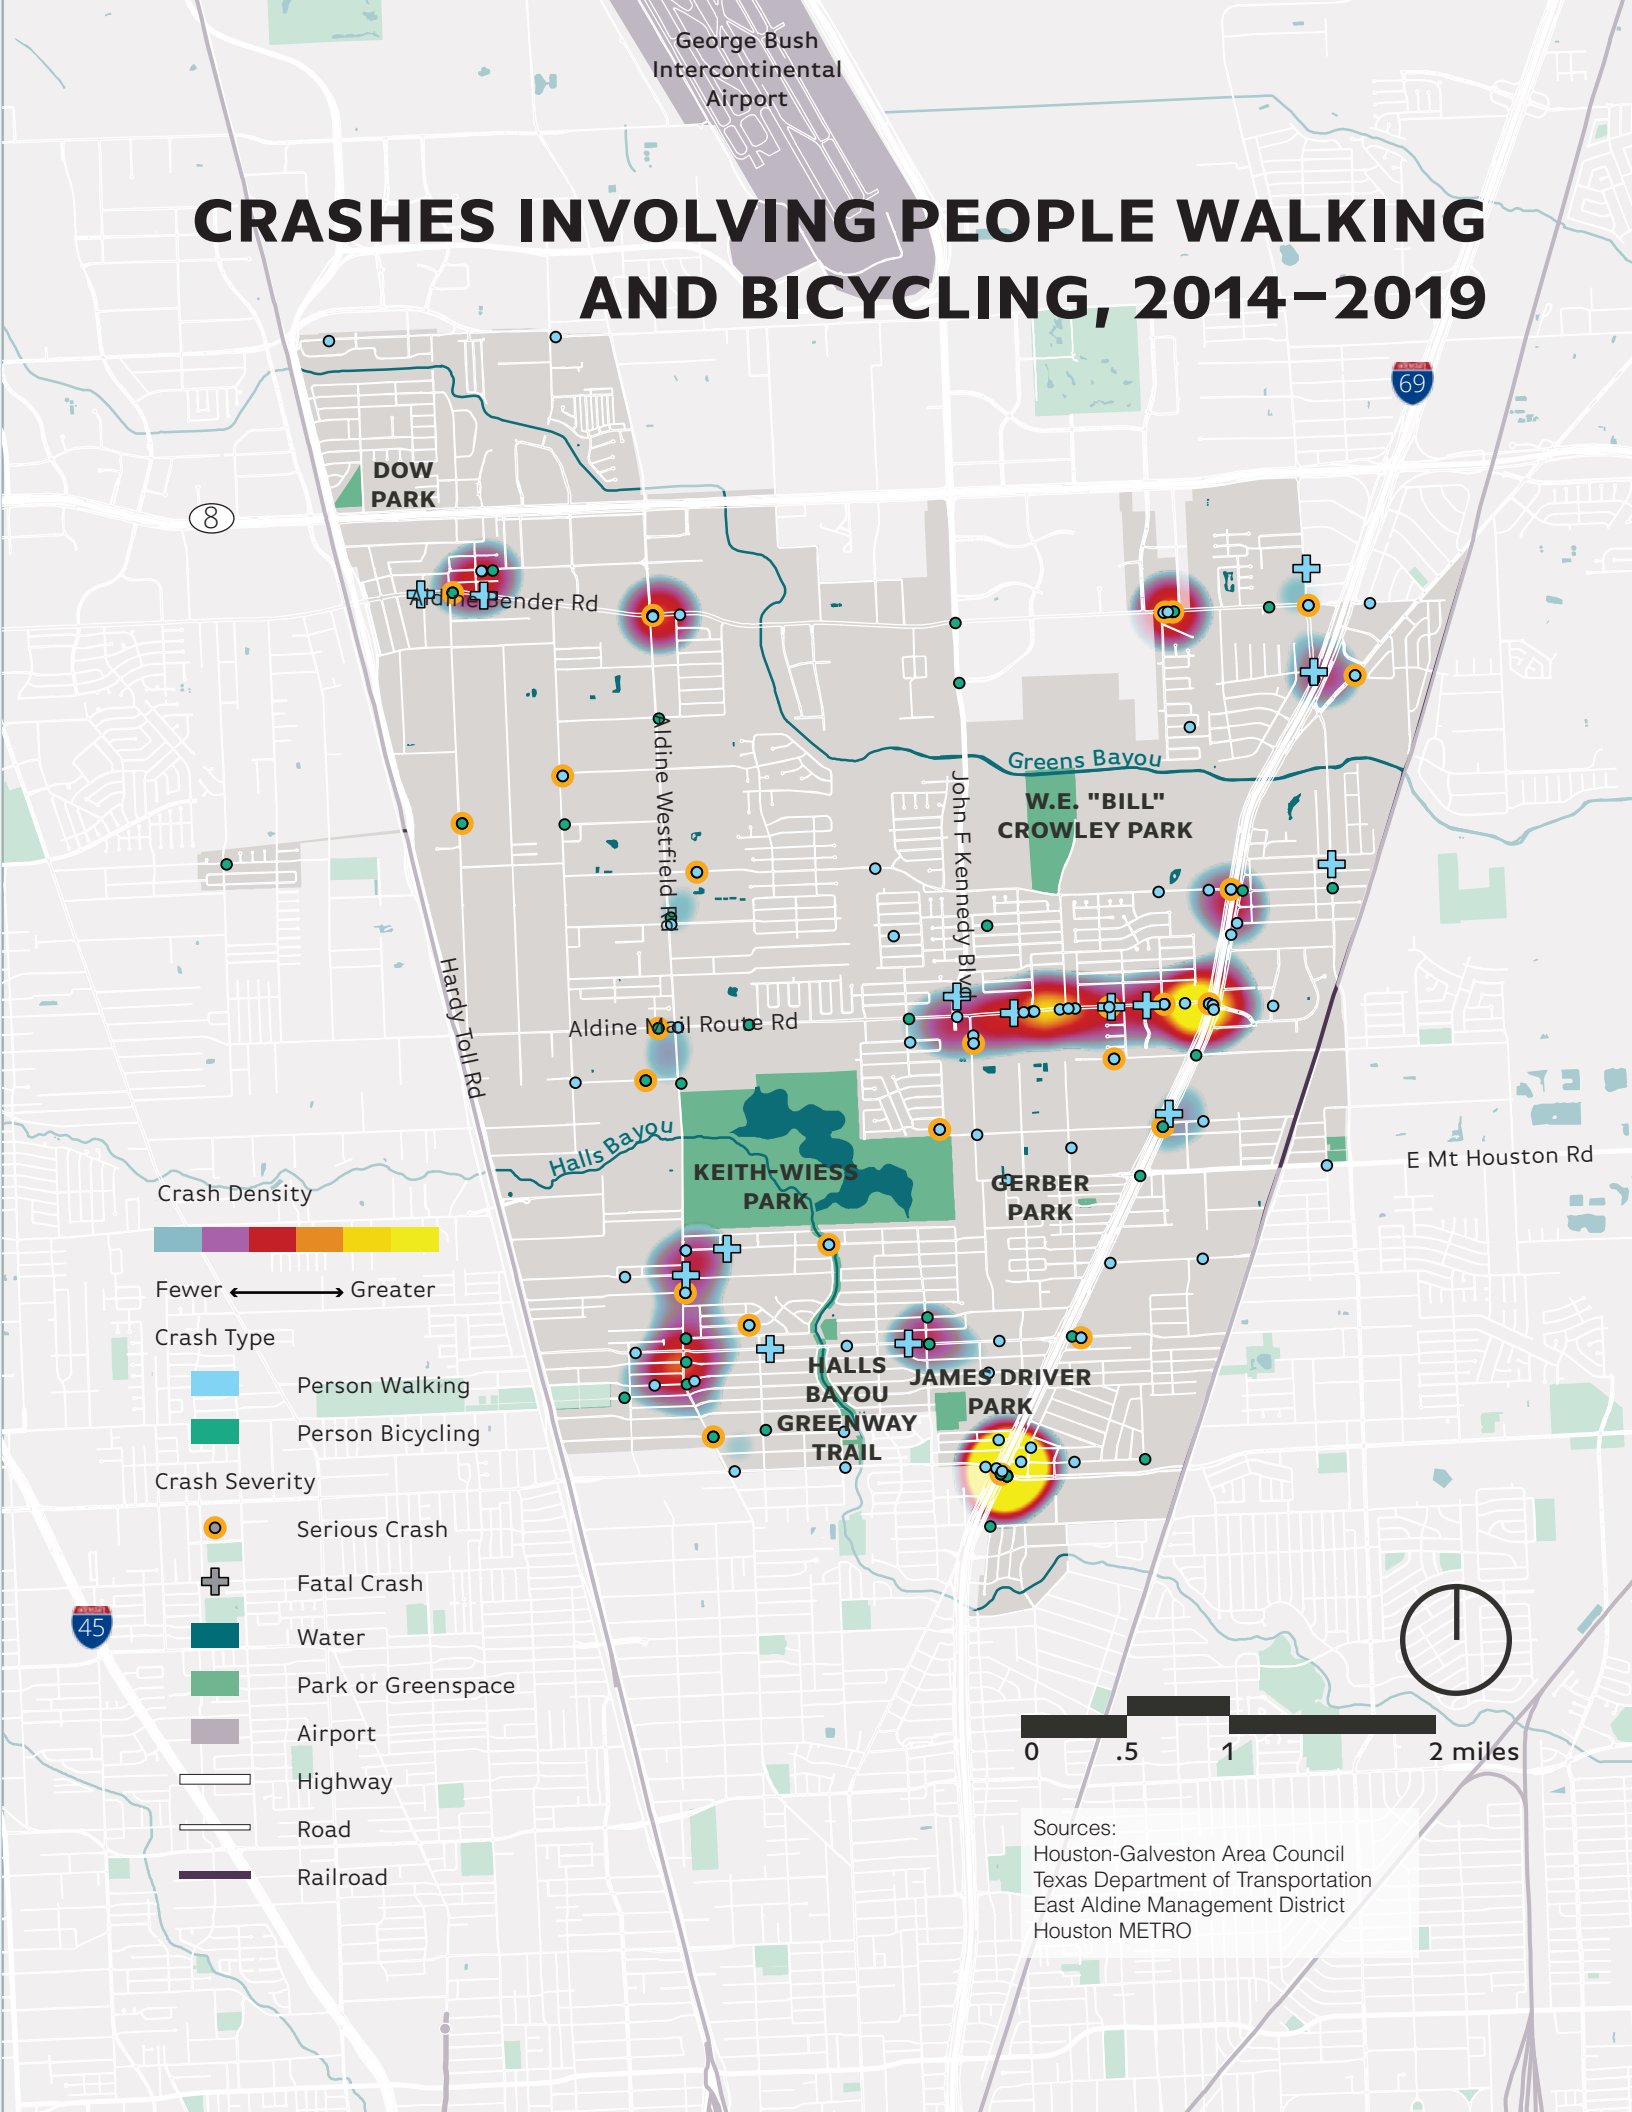 George Bush
Intercontinental
Airport
CRASHES INVOLVING PEOPLE WALKING
AND BICYCLING, 2014–2019
69
DOW
PARK
8
Aldine Bender Rd
Aldine Westfield Rd
John F Kennedy Blvd
Greens Bayou
W.E. "BILL"
CROWLEY PARK
Hardy Toll Rd
Aldine Mail Route Rd
Halls Bayou
KEITH-WIESS
PARK
GERBER
PARK
E Mt Houston Rd
HALLS
BAYOU
GREENWAY
TRAIL
JAMES DRIVER
PARK
Crash Density
Fewer
Greater
Crash Type
Person Walking
Person Bicycling
Crash Severity
Serious Crash
Fatal Crash
45
Water
Park or Greenspace
Airport
Highway
Road
Railroad
0 .5 1 2 miles
Sources:
Houston-Galveston Area Council
Texas Department of Transportation
East Aldine Management District
Houston METRO